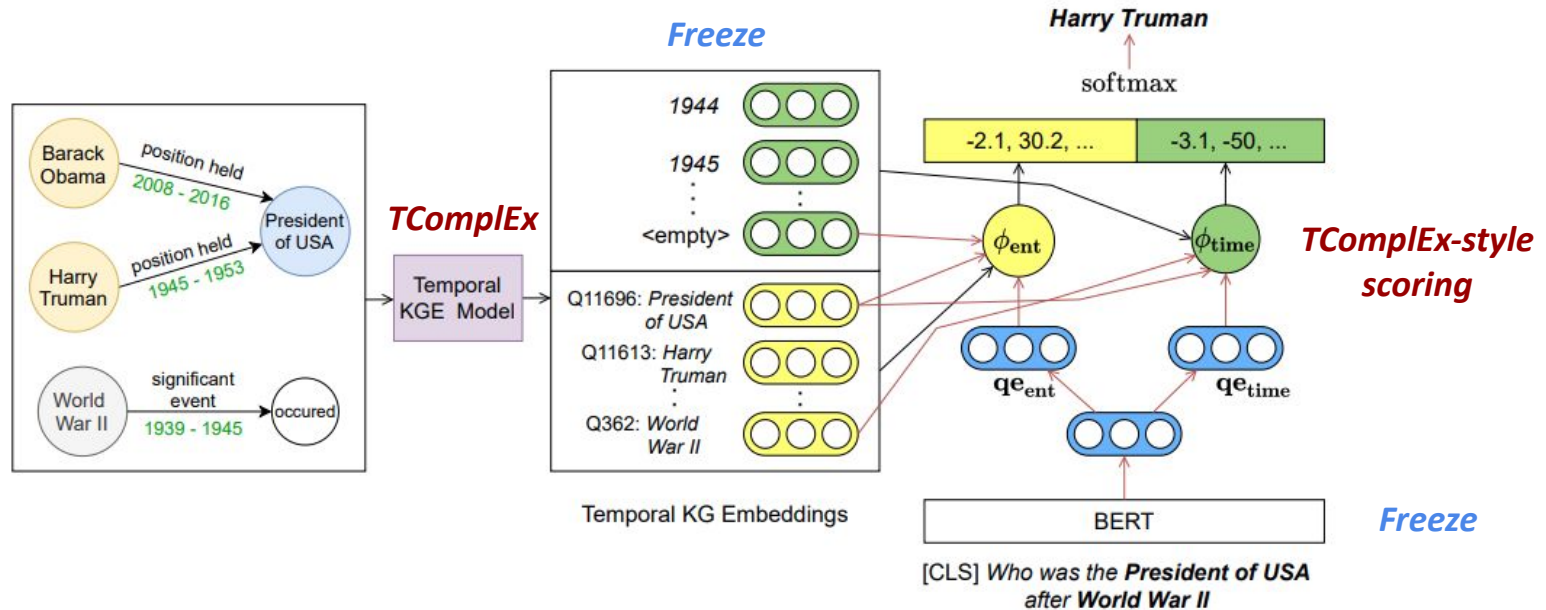 Barack
Obama
position held
2008 - 2016
President
of USA
Harry
Truman
position held
1945 - 1953
World
War II
significant
event
1939 - 1945
occured
TComplEx
Temporal
KGE Model
Freeze
1944
1945
<empty>
Q11696: President
of USA
Q11613: Harry
Truman
Q362: World
War II
Temporal KG Embeddings
Harry Truman
softmax
-2.1, 30.2, ...
-3.1, -50, ...
ϕent
ϕtime
TComplEx-style
scoring
qeent
qetime
BERT
Freeze
[CLS] Who was the President of USA
after World War II